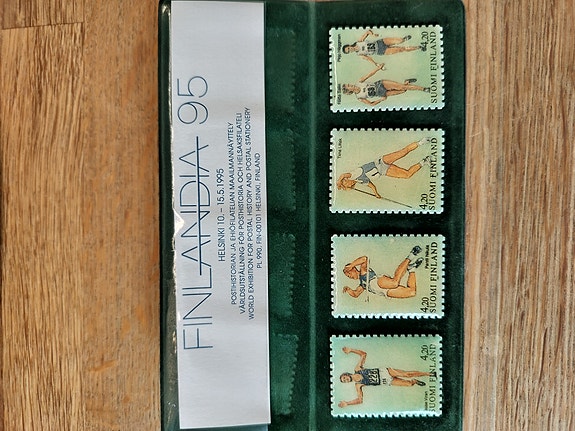 FINLANDIA 95
HELSINKI 10. – 15.5.1995
POSTIHISTORIAN JA EHIÖFILATELIAN MAAILMANNÄYTTELY
VÄRLDSUTSTÄLLNING FÖR POSTHISTORIA OCH HELSAKSFILATELI
WORLD EXHIBITION FOR POSTAL HISTORY AND POSTAL STATIONERY
PL 990, FIN-00101 HELSINKI, FINLAND
4,20
SUOMI FINLAND
4,20
SUOMI FINLAND
4,20
SUOMI FINLAND
4,20
SUOMI FINLAND